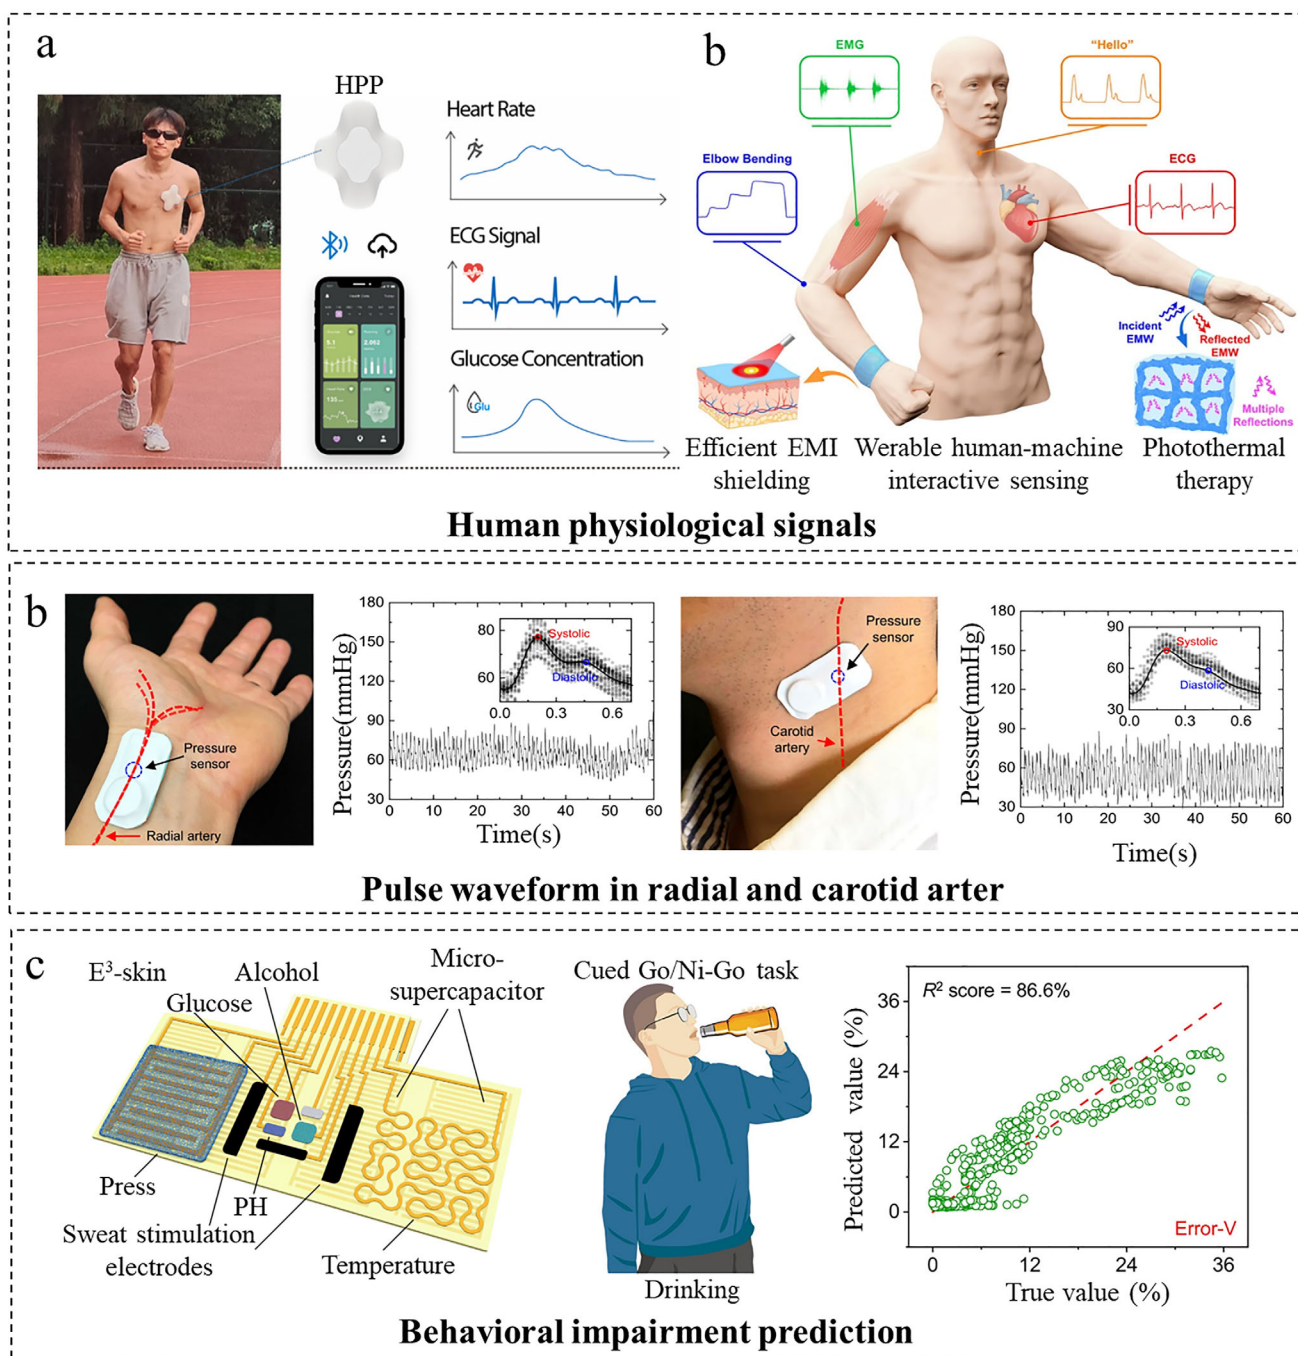 a
HPP
Heart Rate
ECG Signal
Glucose Concentration
Glu
b
EMG
"Hello"
Elbow Bending
ECG
Incident
EMW
Reflected
EMW
Multiple
Reflections
Efficient EMI
shielding
Werable human-machine
interactive sensing
Photothermal
therapy
Human physiological signals
b
Pressure
sensor
Radial artery
Pressure(mmHg)
180
150
120
90
60
30
0 10 20 30 40 50 60
Time(s)
80
60
0.0 0.3 0.6
Systolic
Diastolic
Pressure
sensor
Carotid
artery
Pressure(mmHg)
180
150
120
90
60
30
0 10 20 30 40 50 60
Time(s)
90
60
30
0.0 0.3 0.6
Systolic
Diastolic
Pulse waveform in radial and carotid arter
c
E³-skin
Alcohol
Glucose
Micro-
supercapacitor
Press
PH
Sweat stimulation
electrodes
Temperature
Cued Go/Ni-Go task
Drinking
R² score = 86.6%
Predicted value (%)
36
24
12
0
Error-V
0 12 24 36
True value (%)
Behavioral impairment prediction